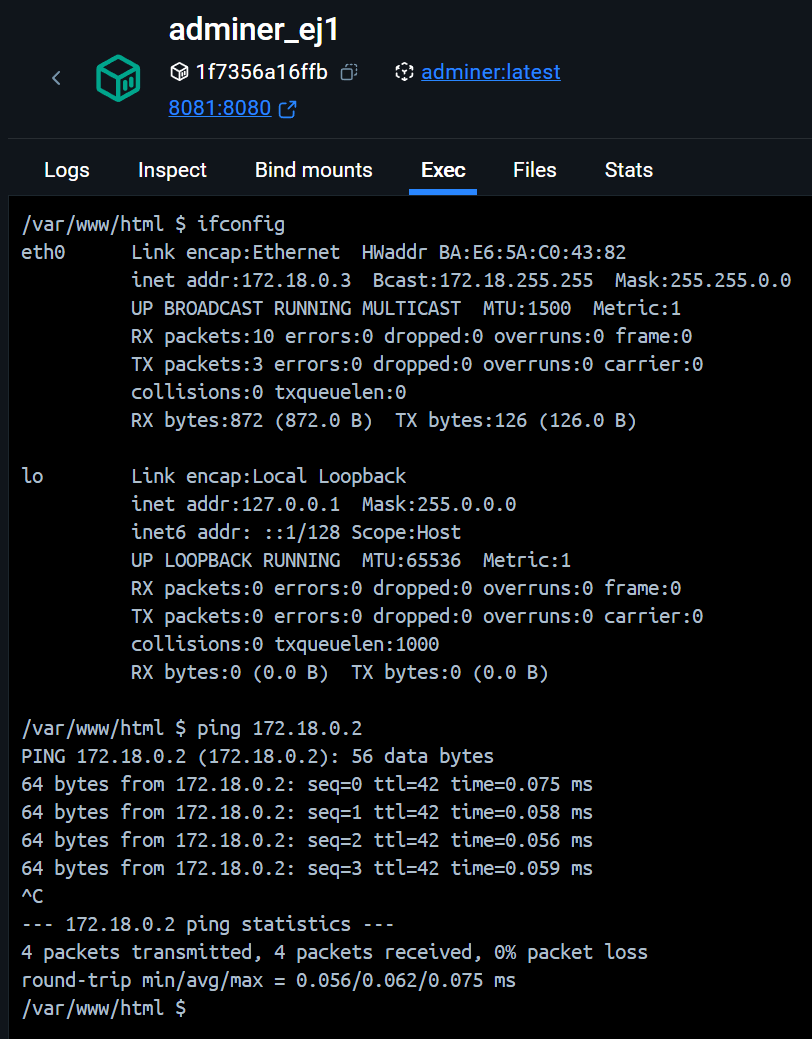 adminer_ej1
1f7356a16ffb adminer:latest
8081:8080
Logs Inspect Bind mounts Exec Files Stats
/var/www/html $ ifconfig
eth0      Link encap:Ethernet  HWaddr BA:E6:5A:C0:43:82
          inet addr:172.18.0.3  Bcast:172.18.255.255  Mask:255.255.0.0
          UP BROADCAST RUNNING MULTICAST  MTU:1500  Metric:1
          RX packets:10 errors:0 dropped:0 overruns:0 frame:0
          TX packets:3 errors:0 dropped:0 overruns:0 carrier:0
          collisions:0 txqueuelen:0
          RX bytes:872 (872.0 B)  TX bytes:126 (126.0 B)

lo        Link encap:Local Loopback
          inet addr:127.0.0.1  Mask:255.0.0.0
          inet6 addr: ::1/128 Scope:Host
          UP LOOPBACK RUNNING  MTU:65536  Metric:1
          RX packets:0 errors:0 dropped:0 overruns:0 frame:0
          TX packets:0 errors:0 dropped:0 overruns:0 carrier:0
          collisions:0 txqueuelen:1000
          RX bytes:0 (0.0 B)  TX bytes:0 (0.0 B)

/var/www/html $ ping 172.18.0.2
PING 172.18.0.2 (172.18.0.2): 56 data bytes
64 bytes from 172.18.0.2: seq=0 ttl=42 time=0.075 ms
64 bytes from 172.18.0.2: seq=1 ttl=42 time=0.058 ms
64 bytes from 172.18.0.2: seq=2 ttl=42 time=0.056 ms
64 bytes from 172.18.0.2: seq=3 ttl=42 time=0.059 ms
^C
--- 172.18.0.2 ping statistics ---
4 packets transmitted, 4 packets received, 0% packet loss
round-trip min/avg/max = 0.056/0.062/0.075 ms
/var/www/html $